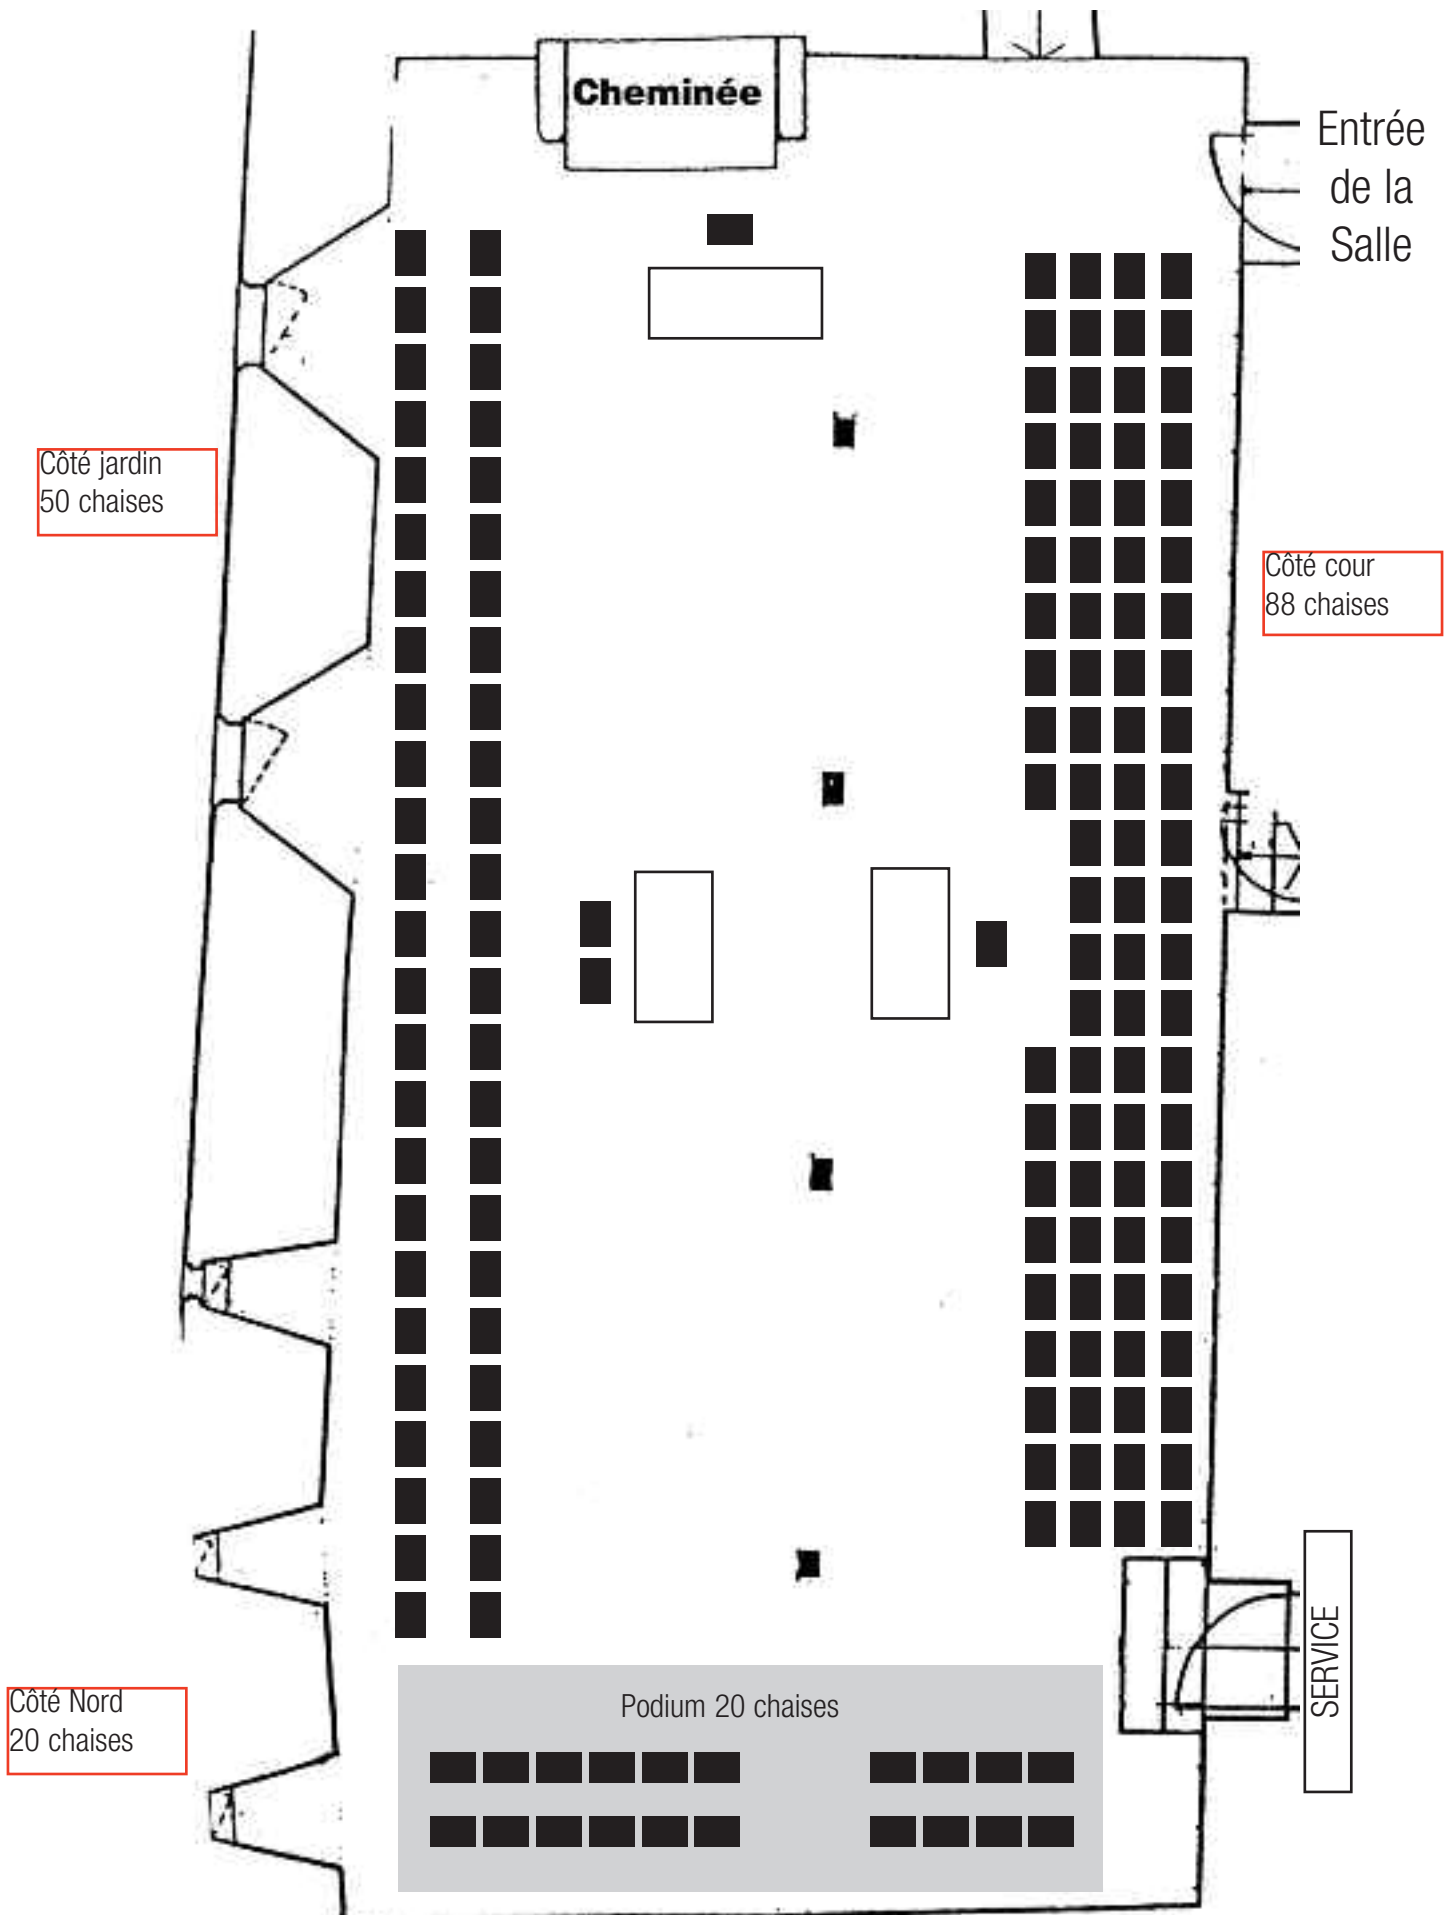 Cheminée
Entrée
de la
Salle
Côté jardin
50 chaises
Côté cour
88 chaises
SERVICE
Côté Nord
20 chaises
Podium 20 chaises